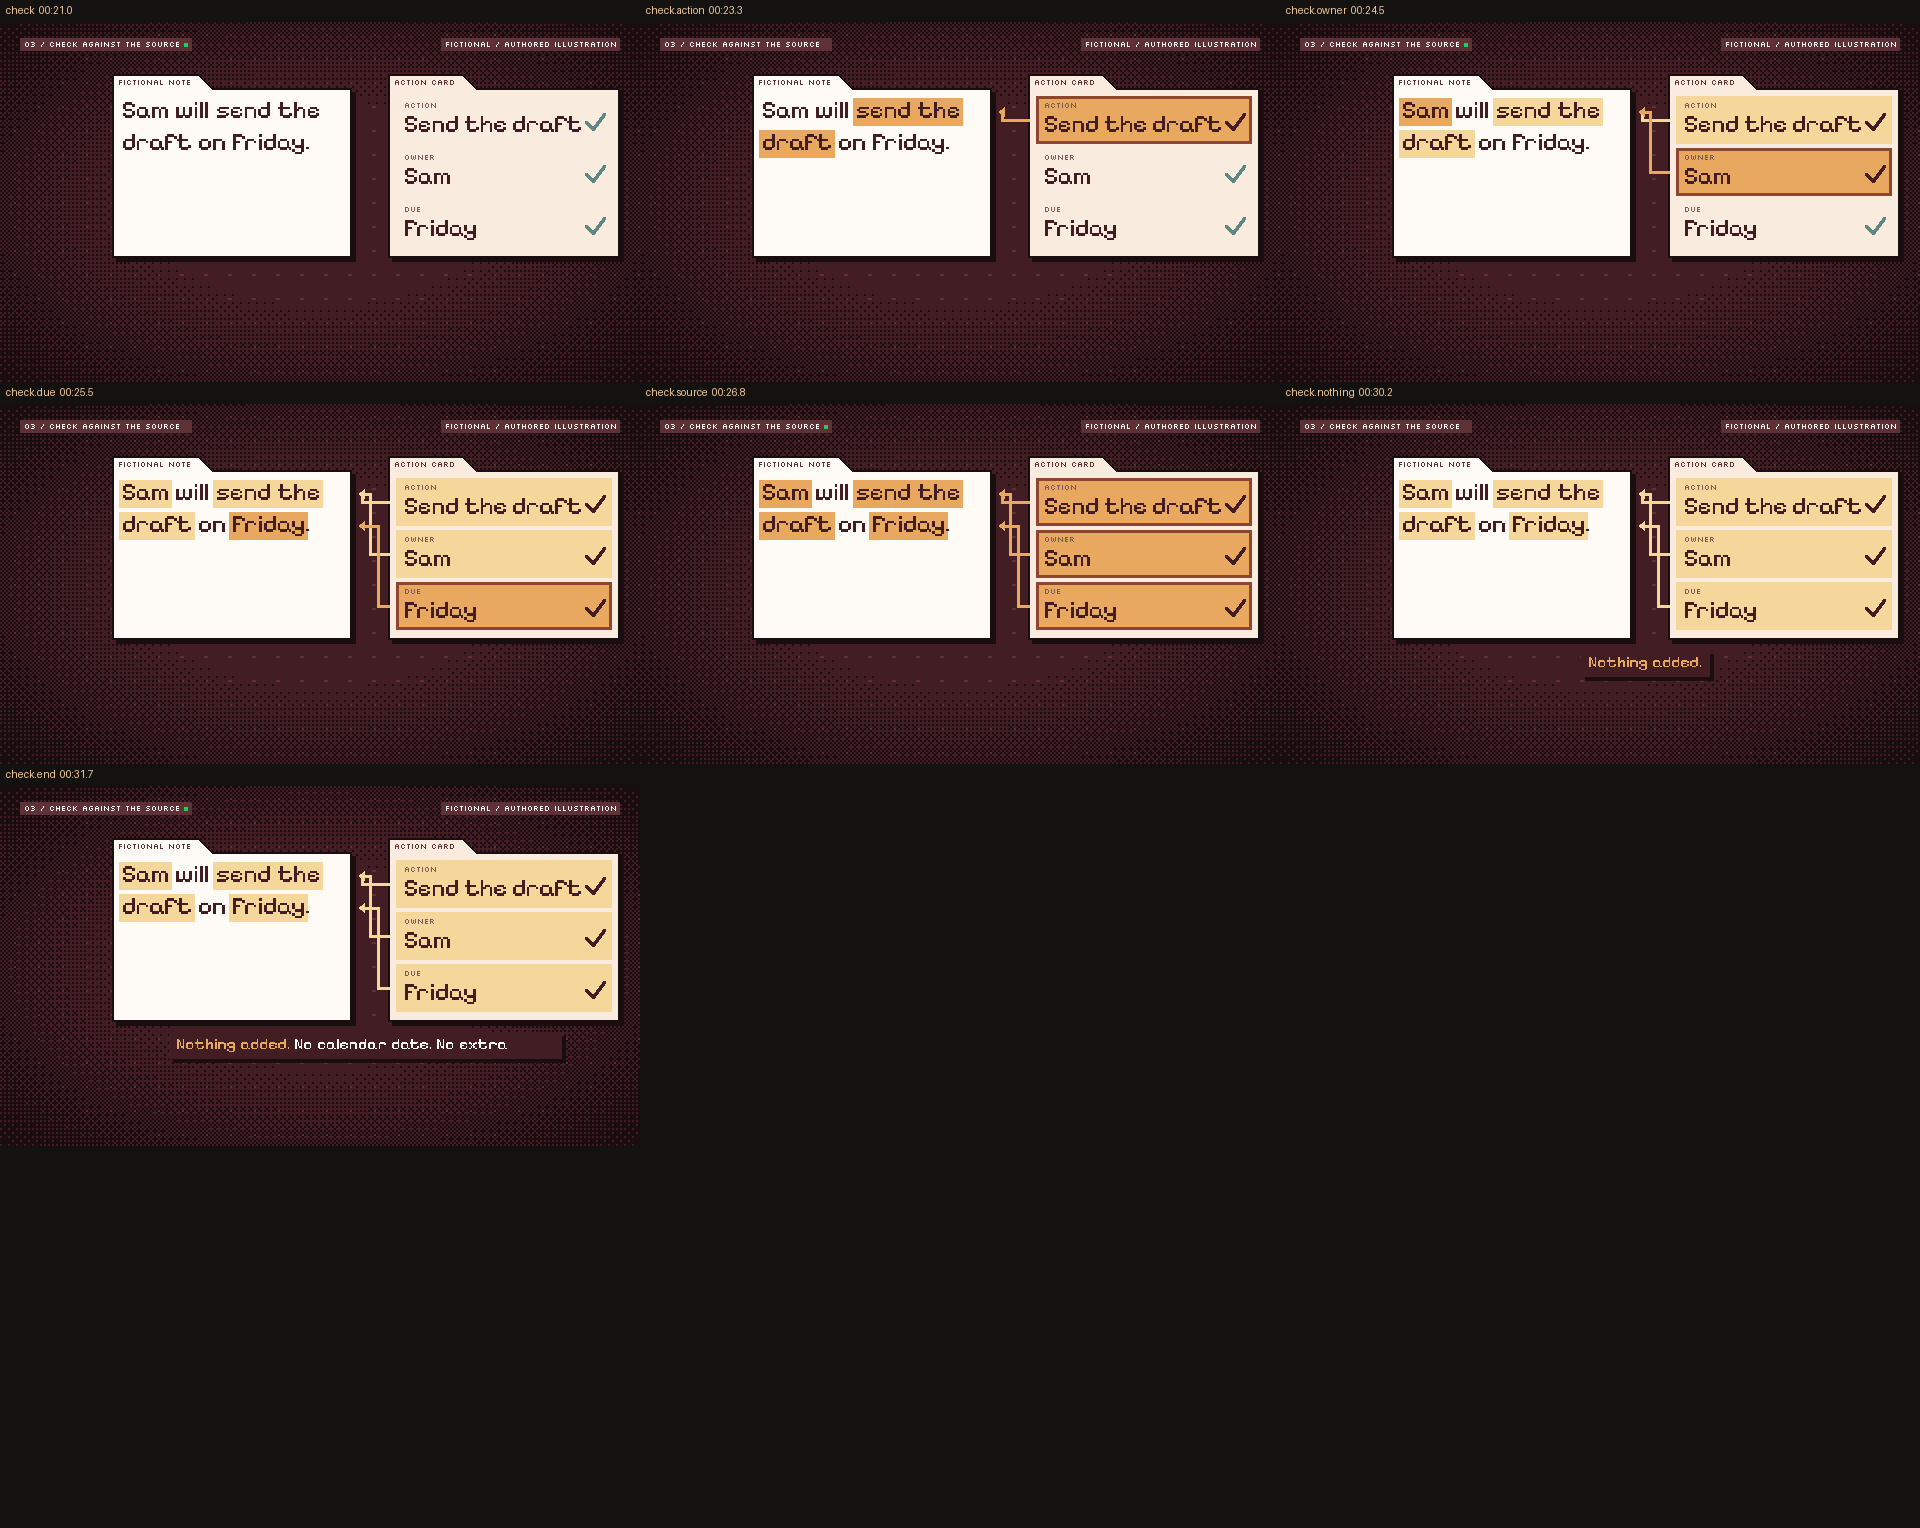 check 00:21.0
03 / CHECK AGAINST THE SOURCE
FICTIONAL / AUTHORED ILLUSTRATION
FICTIONAL NOTE
Sam will send the
draft on Friday.
ACTION CARD
ACTION
Send the draft
OWNER
Sam
DUE
Friday
check.action 00:23.3
03 / CHECK AGAINST THE SOURCE
FICTIONAL / AUTHORED ILLUSTRATION
FICTIONAL NOTE
Sam will send the
draft on Friday.
ACTION CARD
ACTION
Send the draft
OWNER
Sam
DUE
Friday
check.owner 00:24.5
03 / CHECK AGAINST THE SOURCE
FICTIONAL / AUTHORED ILLUSTRATION
FICTIONAL NOTE
Sam will send the
draft on Friday.
ACTION CARD
ACTION
Send the draft
OWNER
Sam
DUE
Friday
check.due 00:25.5
03 / CHECK AGAINST THE SOURCE
FICTIONAL / AUTHORED ILLUSTRATION
FICTIONAL NOTE
Sam will send the
draft on Friday.
ACTION CARD
ACTION
Send the draft
OWNER
Sam
DUE
Friday
check.source 00:26.8
03 / CHECK AGAINST THE SOURCE
FICTIONAL / AUTHORED ILLUSTRATION
FICTIONAL NOTE
Sam will send the
draft on Friday.
ACTION CARD
ACTION
Send the draft
OWNER
Sam
DUE
Friday
check.nothing 00:30.2
03 / CHECK AGAINST THE SOURCE
FICTIONAL / AUTHORED ILLUSTRATION
FICTIONAL NOTE
Sam will send the
draft on Friday.
ACTION CARD
ACTION
Send the draft
OWNER
Sam
DUE
Friday
Nothing added.
check.end 00:31.7
03 / CHECK AGAINST THE SOURCE
FICTIONAL / AUTHORED ILLUSTRATION
FICTIONAL NOTE
Sam will send the
draft on Friday.
ACTION CARD
ACTION
Send the draft
OWNER
Sam
DUE
Friday
Nothing added. No calendar date. No extra